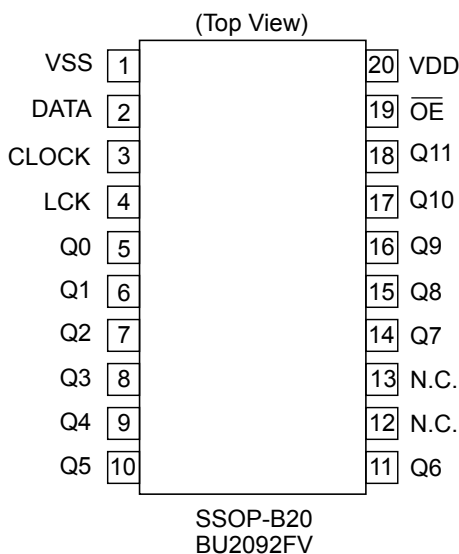 (Top View)
VSS 1 20 VDD
DATA 2 19 O̅E̅
CLOCK 3 18 Q11
LCK 4 17 Q10
Q0 5 16 Q9
Q1 6 15 Q8
Q2 7 14 Q7
Q3 8 13 N.C.
Q4 9 12 N.C.
Q5 10 11 Q6
SSOP-B20
BU2092FV